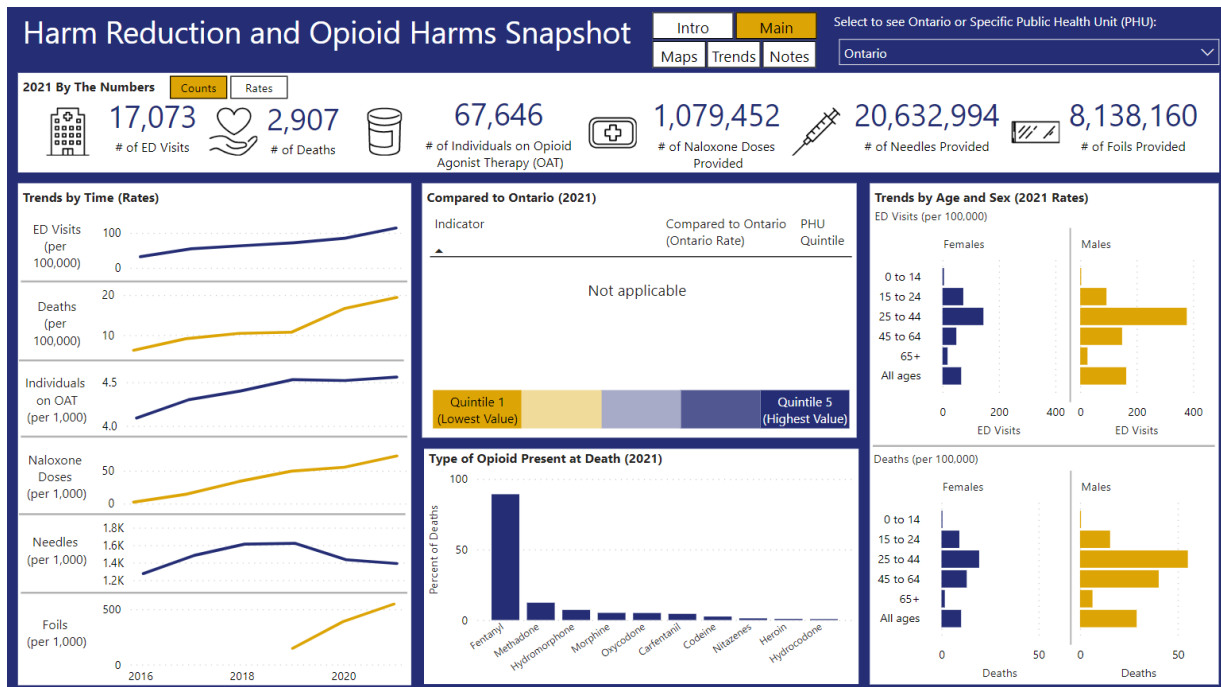 Harm Reduction and Opioid Harms Snapshot
Intro
Main
Maps
Trends
Notes
Select to see Ontario or Specific Public Health Unit (PHU):
Ontario
2021 By The Numbers
Counts
Rates
17,073
# of ED Visits
2,907
# of Deaths
67,646
# of Individuals on Opioid
Agonist Therapy (OAT)
1,079,452
# of Naloxone Doses
Provided
20,632,994
# of Needles Provided
8,138,160
# of Foils Provided
Trends by Time (Rates)
ED Visits
(per
100,000)
100
0
Deaths
(per
100,000)
20
10
Individuals
on OAT
(per 1,000)
4.5
4.0
Naloxone
Doses
(per 1,000)
50
0
Needles
(per 1,000)
1.8K
1.6K
1.4K
1.2K
Foils
(per 1,000)
500
0
2016
2018
2020
Compared to Ontario (2021)
Indicator
Compared to Ontario
(Ontario Rate)
PHU
Quintile
Not applicable
Quintile 1
(Lowest Value)
Quintile 5
(Highest Value)
Type of Opioid Present at Death (2021)
Percent of Deaths
100
50
0
Fentanyl
Methadone
Hydromorphone
Morphine
Oxycodone
Carfentanil
Codeine
Nitazenes
Heroin
Hydrocodone
Trends by Age and Sex (2021 Rates)
ED Visits (per 100,000)
Females
Males
0 to 14
15 to 24
25 to 44
45 to 64
65+
All ages
0
200
400
0
200
400
ED Visits
ED Visits
Deaths (per 100,000)
Females
Males
0 to 14
15 to 24
25 to 44
45 to 64
65+
All ages
0
50
0
50
Deaths
Deaths